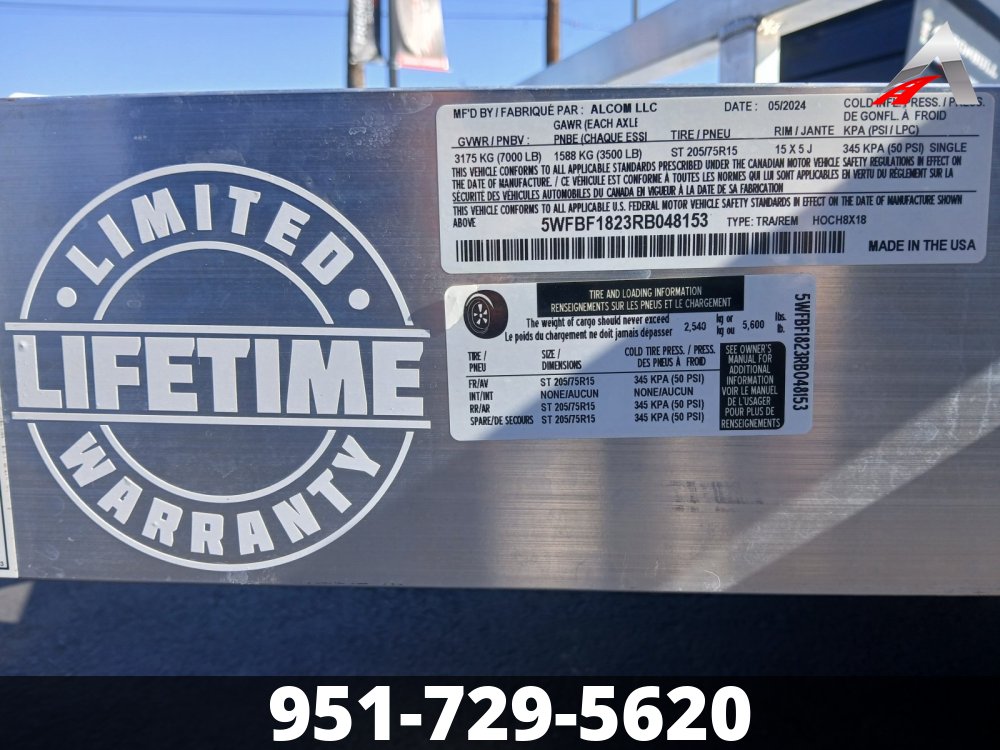 LIMITED
LIFETIME
WARRANTY
MF'D BY / FABRIQUÉ PAR : ALCOM LLC DATE : 05/2024
GVWR / PNBV : GAWR (EACH AXLE
PNBE (CHAQUE ESSI
TIRE / PNEU RIM / JANTE
DE GONFL. À FROID
KPA (PSI / LPC)
3175 KG (7000 LB) 1588 KG (3500 LB) ST 205/75R15 15 X 5 J 345 KPA (50 PSI) SINGLE
THIS VEHICLE CONFORMS TO ALL APPLICABLE STANDARDS PRESCRIBED UNDER THE CANADIAN MOTOR VEHICLE SAFETY REGULATIONS IN EFFECT ON
THE DATE OF MANUFACTURE. / CE VÉHICULE EST CONFORME À TOUTES LES NORMES QUI LUI SONT APPLICABLES EN VERTU DU RÈGLEMENT SUR LA
SÉCURITÉ DES VÉHICULES AUTOMOBILES DU CANADA EN VIGUEUR À LA DATE DE SA FABRICATION
THIS VEHICLE CONFORMS TO ALL APPLICABLE U.S. FEDERAL MOTOR VEHICLE SAFETY STANDARDS IN EFFECT ON THE DATE OF MANUFACTURE SHOWN
ABOVE 5WFBF1823RB048153 TYPE: TRA/REM HOCH8X18
MADE IN THE USA
TIRE AND LOADING INFORMATION
RENSEIGNEMENTS SUR LES PNEUS ET LE CHARGEMENT
The weight of cargo should never exceed 2,540 kg or 5,600 lbs.
Le poids du chargement ne doit jamais dépasser kg ou lb.
TIRE / SIZE / COLD TIRE PRESS. / PRESS.
PNEU DIMENSIONS DES PNEUS À FROID
FR/AV ST 205/75R15 345 KPA (50 PSI)
INT/INT NONE/AUCUN NONE/AUCUN
RR/AR ST 205/75R15 345 KPA (50 PSI)
SPARE/DE SECOURS ST 205/75R15 345 KPA (50 PSI)
SEE OWNER'S
MANUAL FOR
ADDITIONAL
INFORMATION
VOIR LE MANUEL
DE L'USAGER
POUR PLUS DE
RENSEIGNEMENTS
5WFBF1823RB048153
951-729-5620